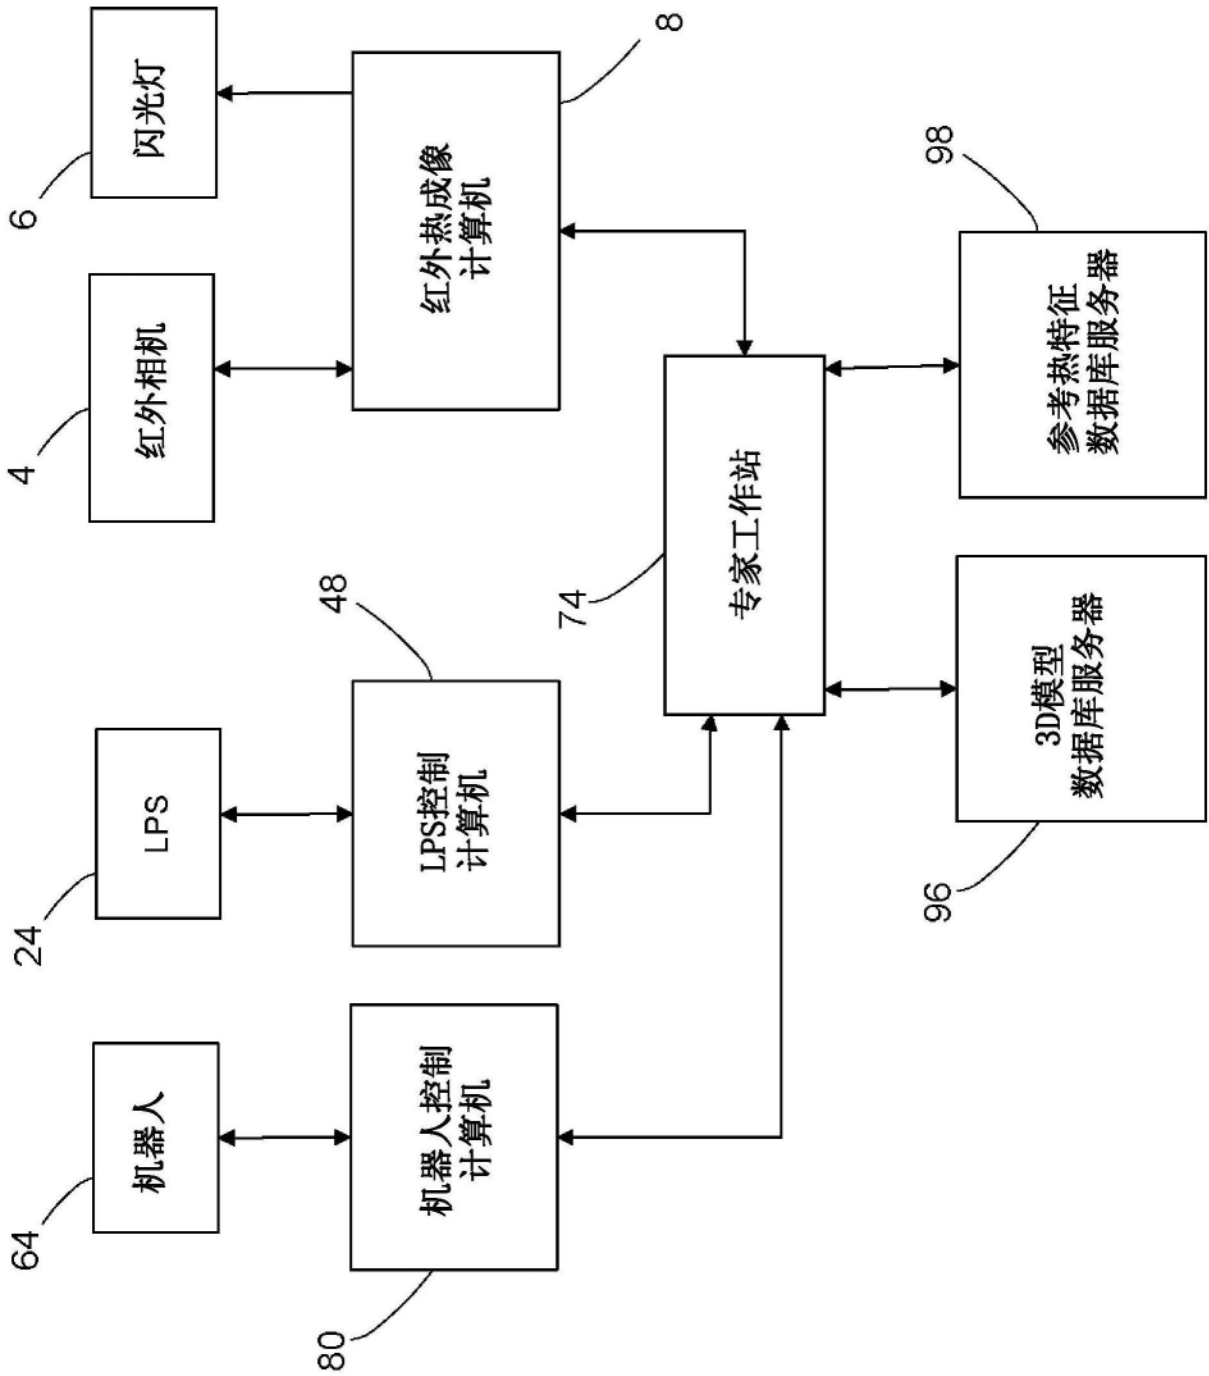 64
机器人
24
LPS
4
红外相机
6
闪光灯
80
机器人控制
计算机
LPS控制
计算机
48
红外热成像
计算机
8
74
专家工作站
96
3D模型
数据库服务器
参考热特征
数据库服务器
98